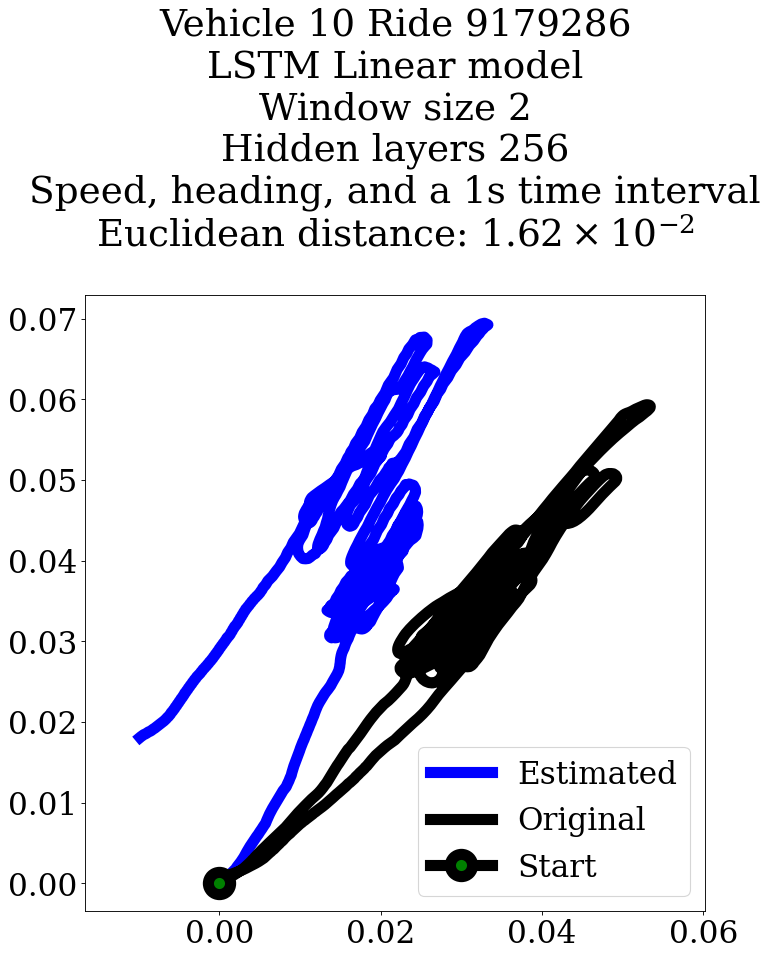 Vehicle 10 Ride 9179286
LSTM Linear model
Window size 2
Hidden layers 256
Speed, heading, and a 1s time interval
Euclidean distance: 1.62 × 10⁻²
0.07
0.06
0.05
0.04
0.03
0.02
0.01
0.00
Estimated
Original
Start
0.00 0.02 0.04 0.06